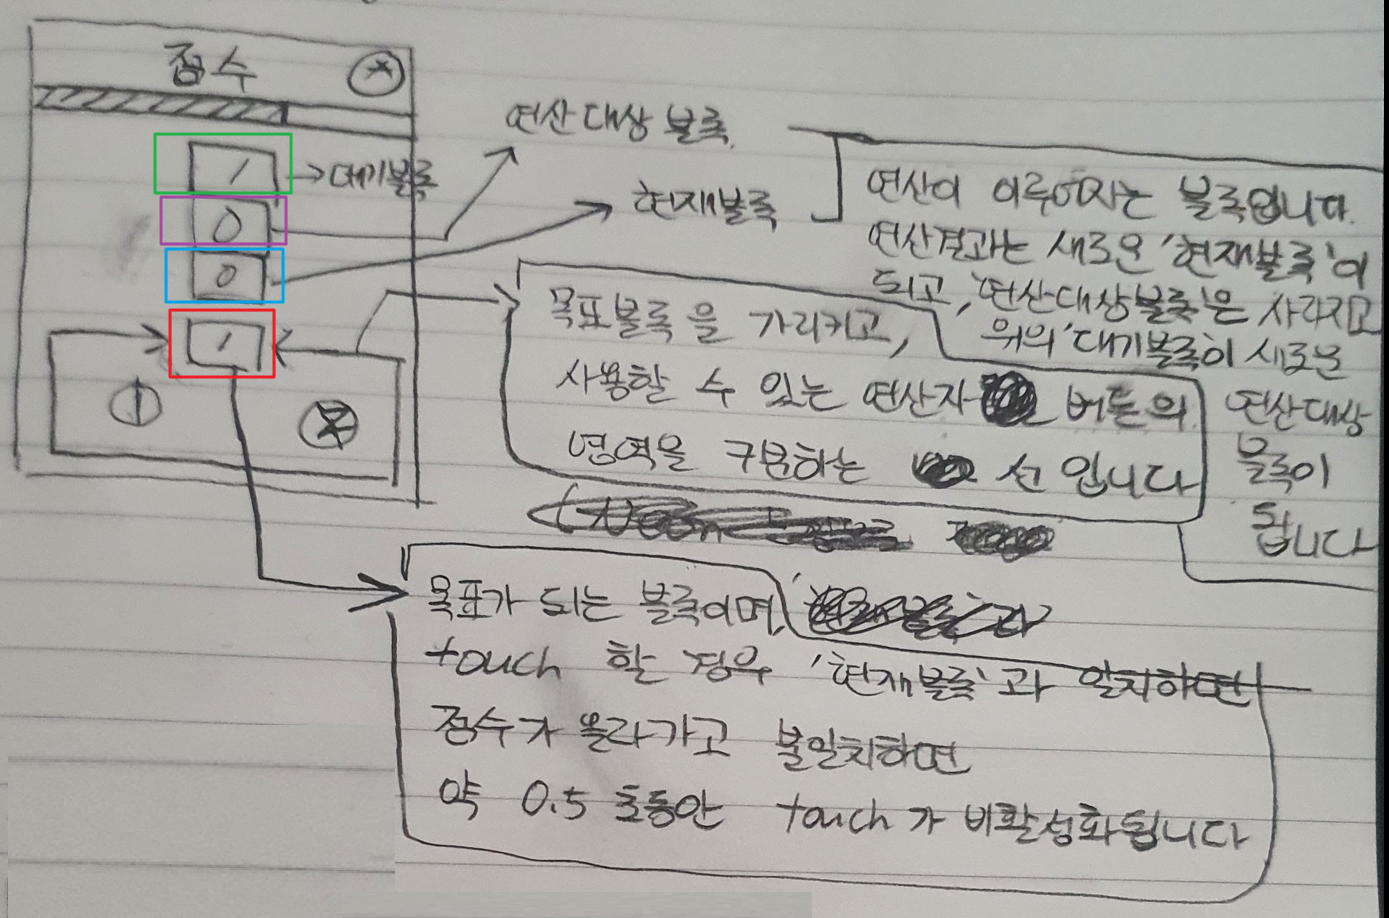 점수
1
→ 대기블록
0
0
1
연산 대상 블록
현재블록
연산이 이루어지는 블록입니다.
연산결과는 새로운 '현재블록'이
되고, '연산대상블록'은 사라지고
위의 '대기블록'이 새로운
연산대상
블록이
됩니다
목표블록을 가리키고,
사용할 수 있는 연산자 버튼의
영역을 구분하는 선 입니다
목표가 되는 블록이며,
touch 할 경우 '현재블록'과 일치하면
점수가 올라가고 불일치하면
약 0.5 초동안 touch가 비활성화됩니다